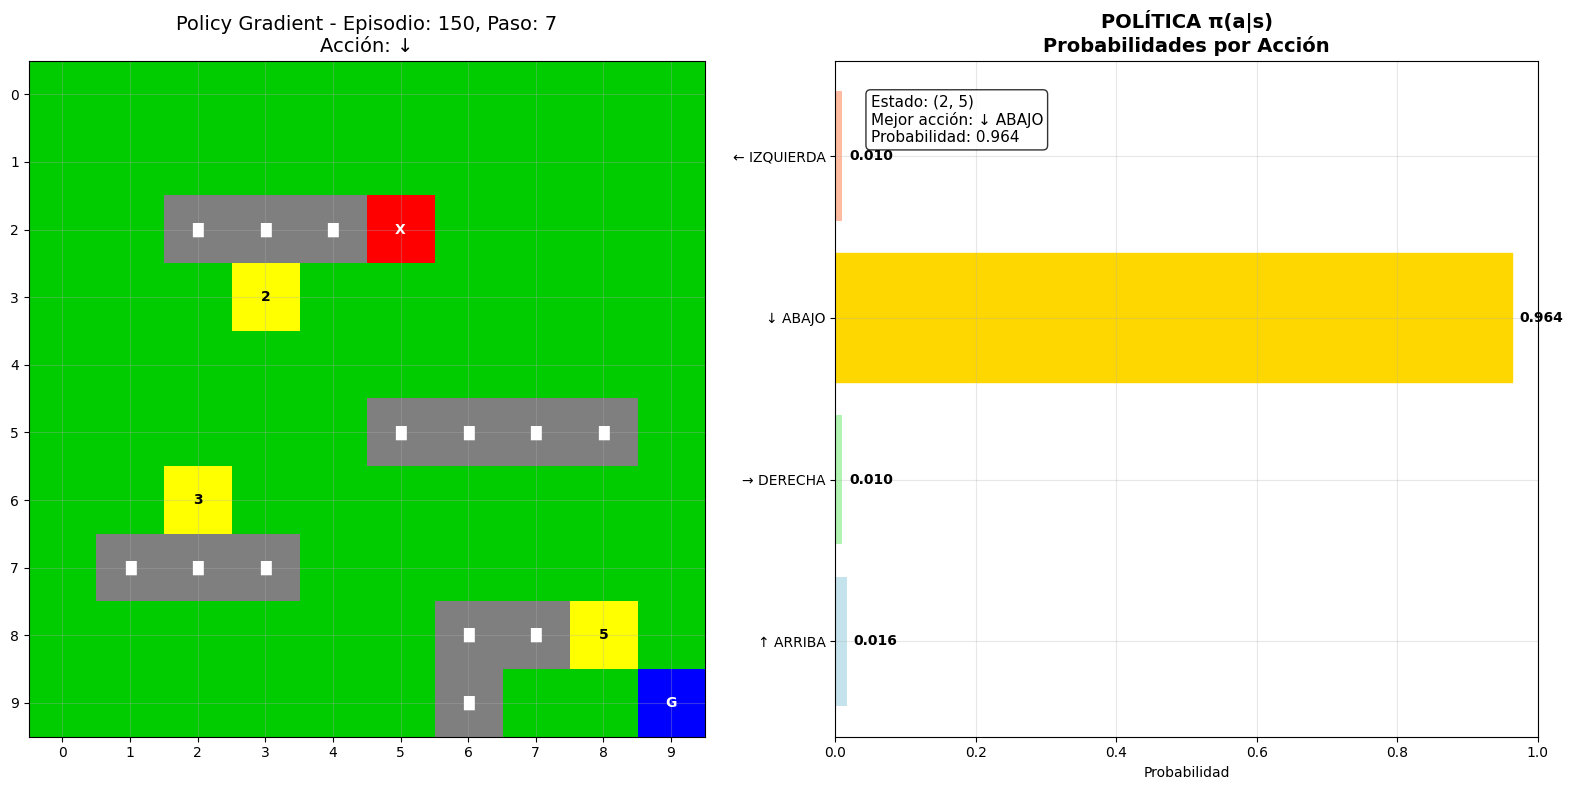 Policy Gradient - Episodio: 150, Paso: 7
Acción: ↓
0
1
2
X
2
3
4
5
3
6
7
8
5
9
G
0 1 2 3 4 5 6 7 8 9
POLÍTICA π(a|s)
Probabilidades por Acción
Estado: (2, 5)
Mejor acción: ↓ ABAJO
Probabilidad: 0.964
← IZQUIERDA 0.010
↓ ABAJO 0.964
→ DERECHA 0.010
↑ ARRIBA 0.016
0.0 0.2 0.4 0.6 0.8 1.0
Probabilidad